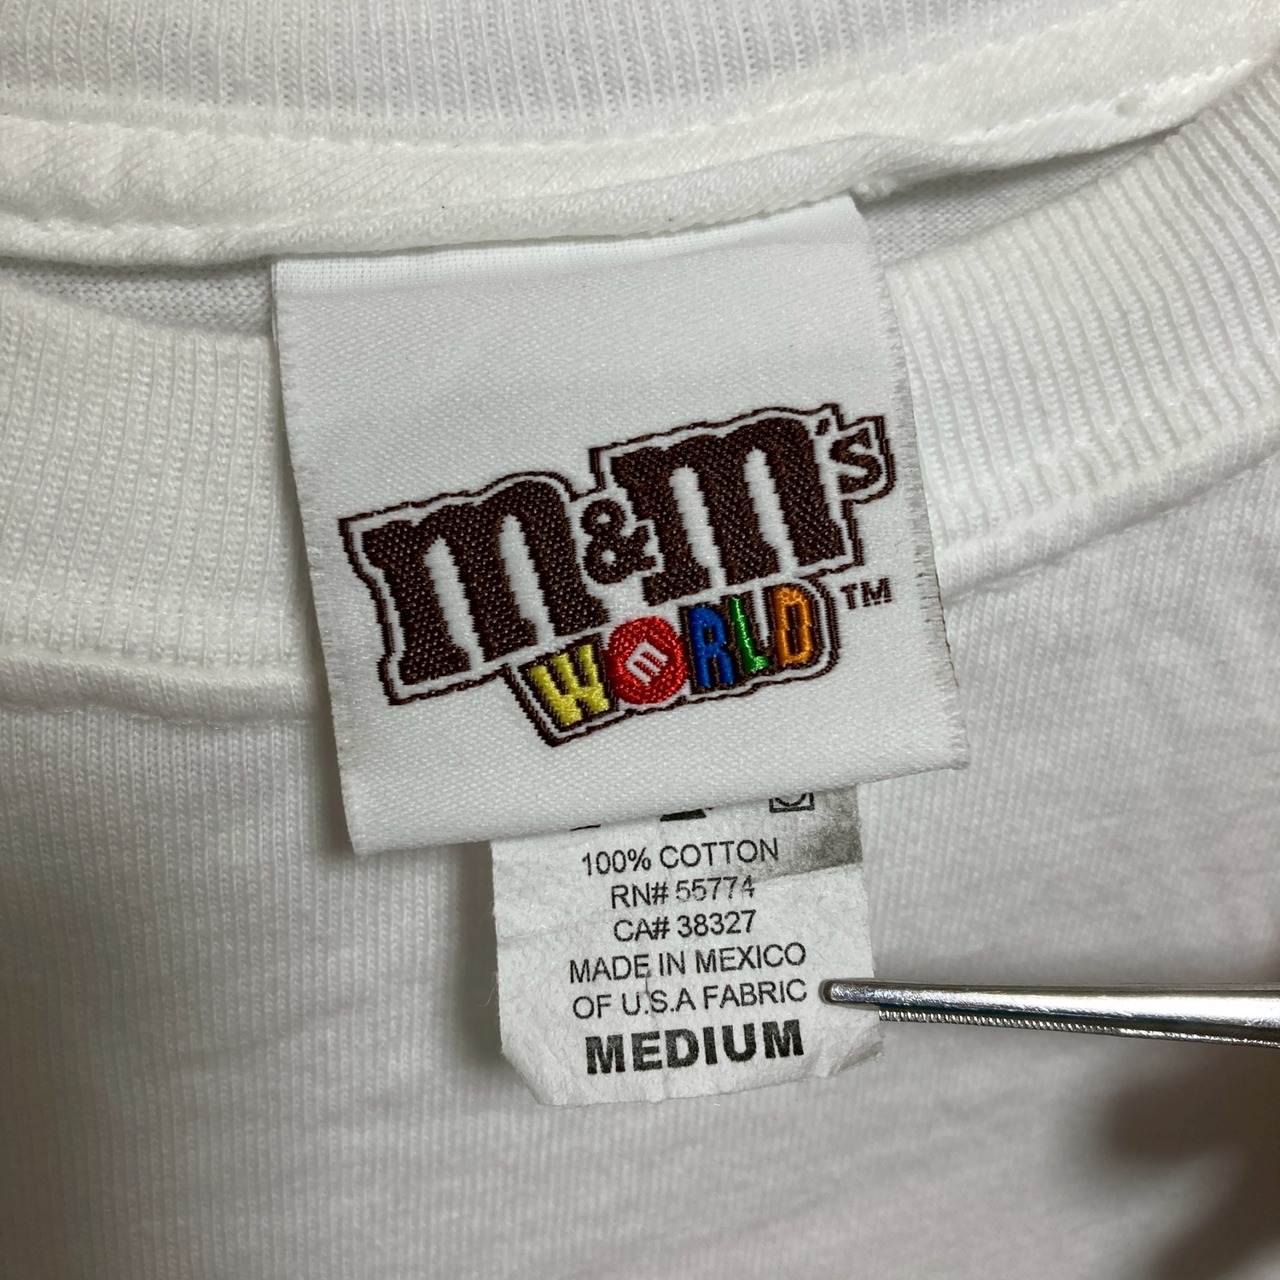 m&m's
WORLD™
100% COTTON
RN# 55774
CA# 38327
MADE IN MEXICO
OF U.S.A FABRIC
MEDIUM